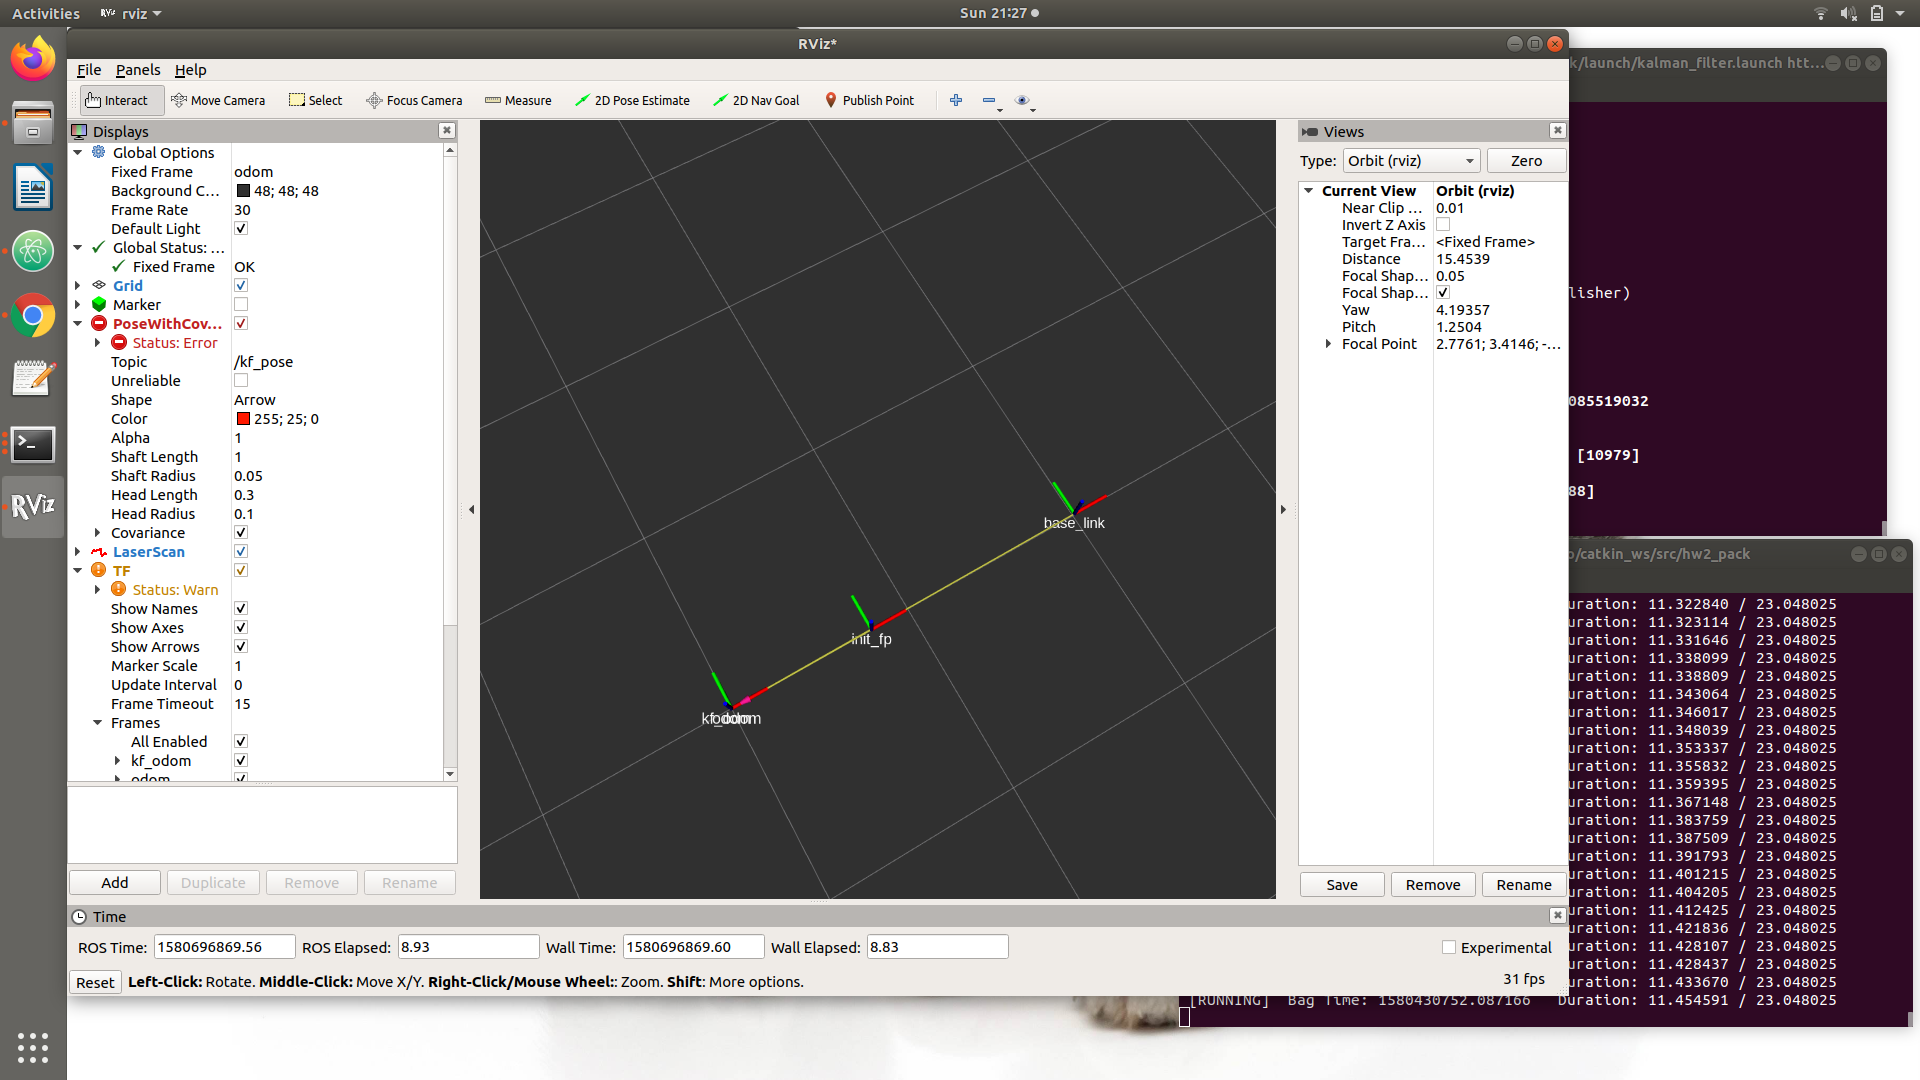 Activities
rviz
Sun 21:27
RVIZ
RViz*
File Panels Help
Interact Move Camera Select Focus Camera Measure 2D Pose Estimate 2D Nav Goal Publish Point
Displays
Global Options
Fixed Frame odom
Background C... 48; 48; 48
Frame Rate 30
Default Light
Global Status: ...
Fixed Frame OK
Grid
Marker
PoseWithCov...
Status: Error
Topic /kf_pose
Unreliable
Shape Arrow
Color 255; 25; 0
Alpha 1
Shaft Length 1
Shaft Radius 0.05
Head Length 0.3
Head Radius 0.1
Covariance
LaserScan
TF
Status: Warn
Show Names
Show Axes
Show Arrows
Marker Scale 1
Update Interval 0
Frame Timeout 15
Frames
All Enabled
kf_odom
odom
Add Duplicate Remove Rename
base_link
init_fp
Views
Type: Orbit (rviz) Zero
Current View Orbit (rviz)
Near Clip ... 0.01
Invert Z Axis
Target Fra... <Fixed Frame>
Distance 15.4539
Focal Shap... 0.05
Focal Shap...
Yaw 4.19357
Pitch 1.2504
Focal Point 2.7761; 3.4146; -...
Save Remove Rename
Time
ROS Time: 1580696869.56 ROS Elapsed: 8.93 Wall Time: 1580696869.60 Wall Elapsed: 8.83 Experimental
Reset Left-Click: Rotate. Middle-Click: Move X/Y. Right-Click/Mouse Wheel:: Zoom. Shift: More options. 31 fps
k/launch/kalman_filter.launch htt...
lisher)
085519032
[10979]
88]
o/catkin_ws/src/hw2_pack
uration: 11.322840 / 23.048025
uration: 11.323114 / 23.048025
uration: 11.331646 / 23.048025
uration: 11.338099 / 23.048025
uration: 11.338809 / 23.048025
uration: 11.343064 / 23.048025
uration: 11.346017 / 23.048025
uration: 11.348039 / 23.048025
uration: 11.353337 / 23.048025
uration: 11.355832 / 23.048025
uration: 11.359395 / 23.048025
uration: 11.367148 / 23.048025
uration: 11.383759 / 23.048025
uration: 11.387509 / 23.048025
uration: 11.391793 / 23.048025
uration: 11.401215 / 23.048025
uration: 11.404205 / 23.048025
uration: 11.412425 / 23.048025
uration: 11.421836 / 23.048025
uration: 11.428107 / 23.048025
uration: 11.428437 / 23.048025
uration: 11.433670 / 23.048025
[RUNNING] Bag Time: 1580430752.087166 Duration: 11.454591 / 23.048025
RViz